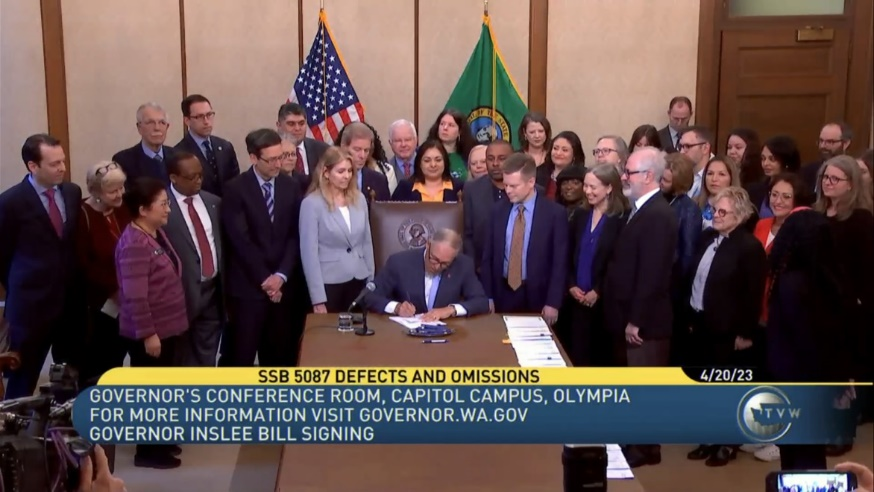 SSB 5087 DEFECTS AND OMISSIONS
4/20/23
GOVERNOR'S CONFERENCE ROOM, CAPITOL CAMPUS, OLYMPIA
FOR MORE INFORMATION VISIT GOVERNOR.WA.GOV
GOVERNOR INSLEE BILL SIGNING
TVW